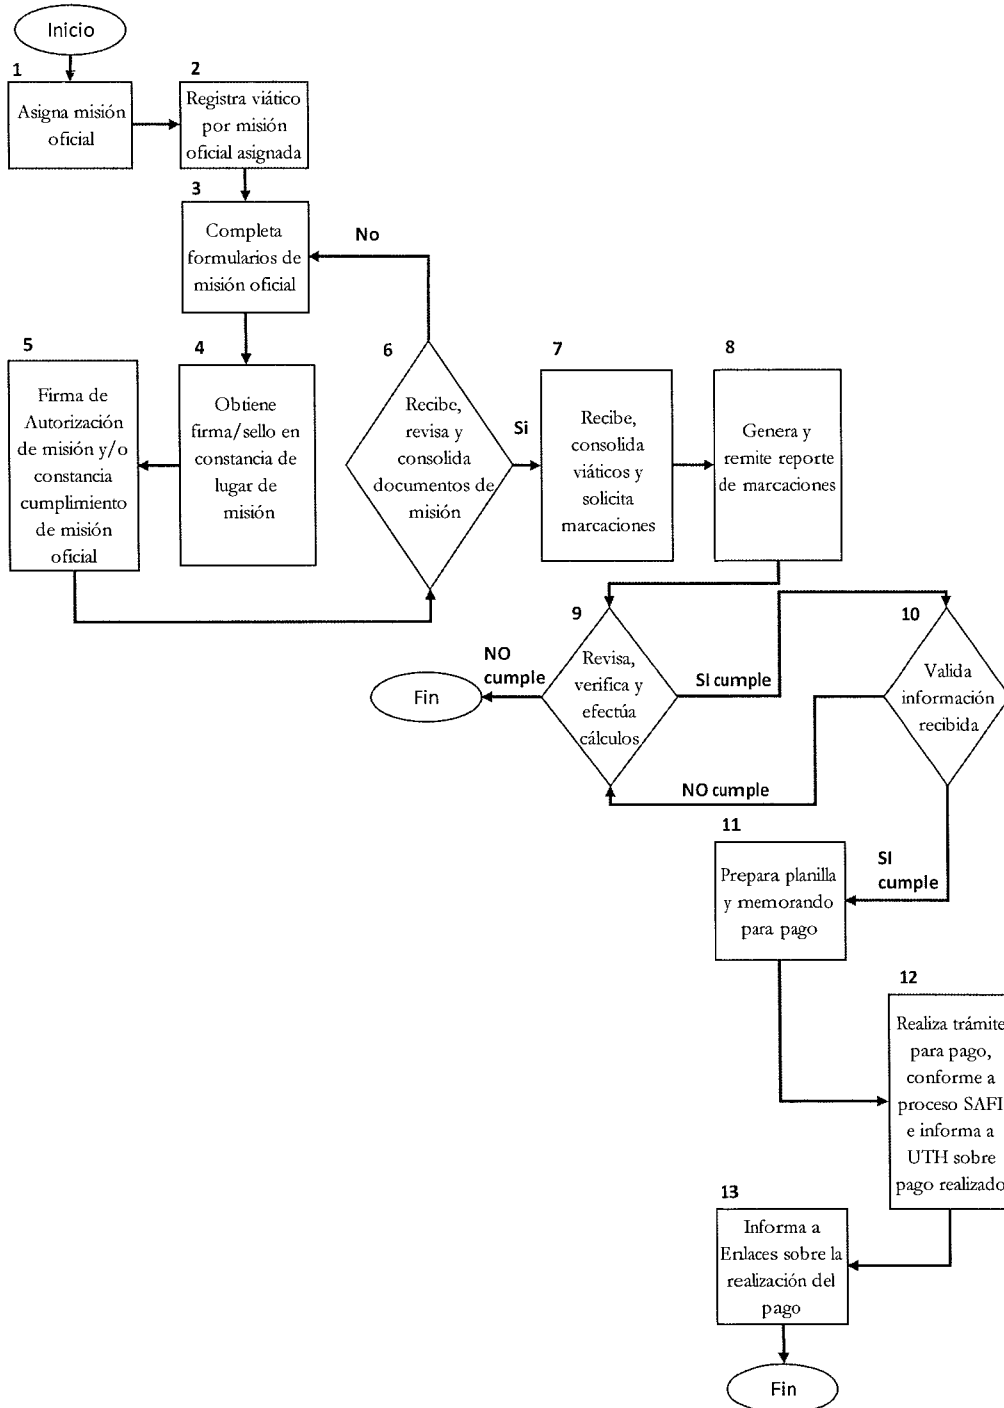 Inicio
1
Asigna misión
oficial
2
Registra viático
por misión
oficial asignada
3
Completa
formularios de
misión oficial
No
5
Firma de
Autorización
de misión y/o
constancia
cumplimiento
de misión
oficial
4
Obtiene
firma/sello en
constancia de
lugar de
misión
6
Recibe,
revisa y
consolida
documentos de
misión
Si
7
Recibe,
consolida
viáticos y
solicita
marcaciones
8
Genera y
remite reporte
de marcaciones
9
Revisa,
verifica y
efectúa
cálculos
NO
cumple
Fin
SI cumple
10
Valida
información
recibida
NO cumple
SI
cumple
11
Prepara planilla
y memorando
para pago
12
Realiza trámite
para pago,
conforme a
proceso SAFI
e informa a
UTH sobre
pago realizado
13
Informa a
Enlaces sobre la
realización del
pago
Fin